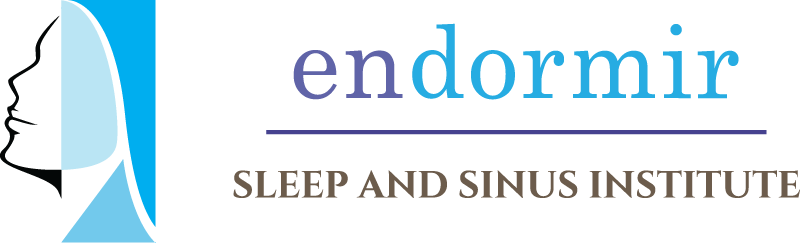 endormir
SLEEP AND SINUS INSTITUTE